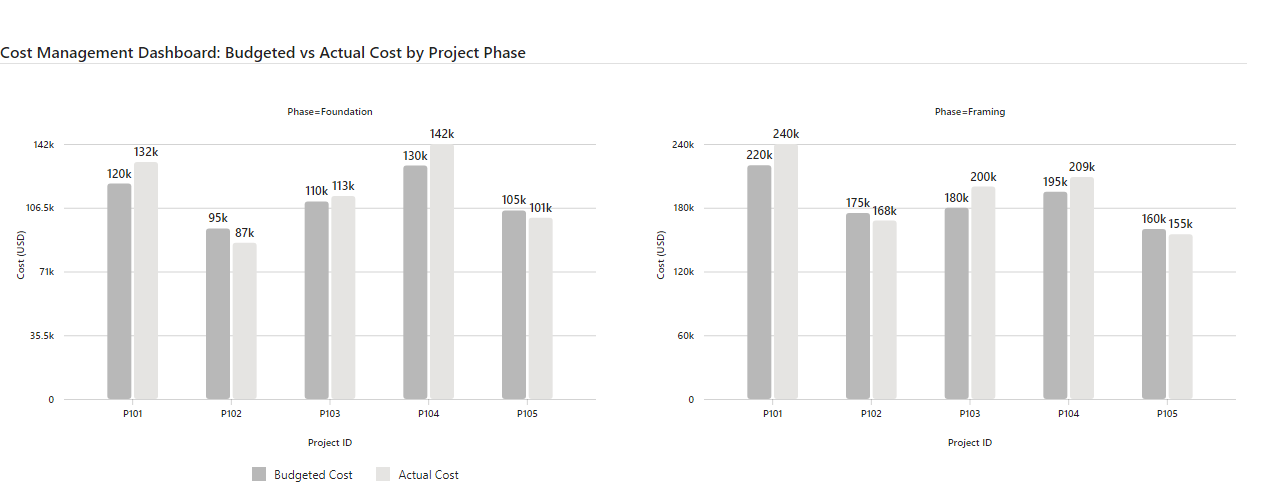 Cost Management Dashboard: Budgeted vs Actual Cost by Project Phase
Phase=Foundation
142k
106.5k
71k
35.5k
0
Cost (USD)
120k
132k
95k
87k
110k
113k
130k
142k
105k
101k
P101
P102
P103
P104
P105
Project ID
Phase=Framing
240k
180k
120k
60k
0
Cost (USD)
220k
240k
175k
168k
180k
200k
195k
209k
160k
155k
P101
P102
P103
P104
P105
Project ID
Budgeted Cost
Actual Cost